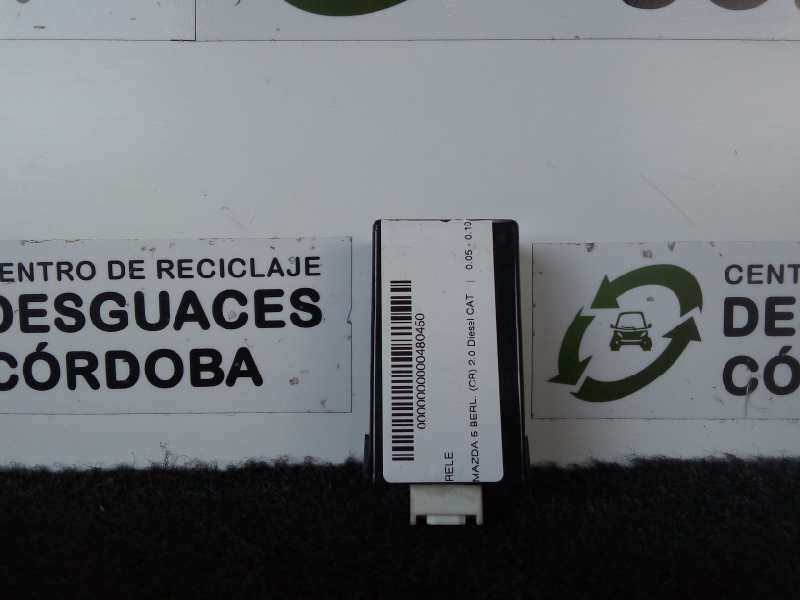 CENTRO DE RECICLAJE
DESGUACES
CÓRDOBA
0000000000480450
RELE
MAZDA 5 BERL. (CR) 2.0 Diesel CAT | 0.05 - 0.10
CENT
DE
CÓ